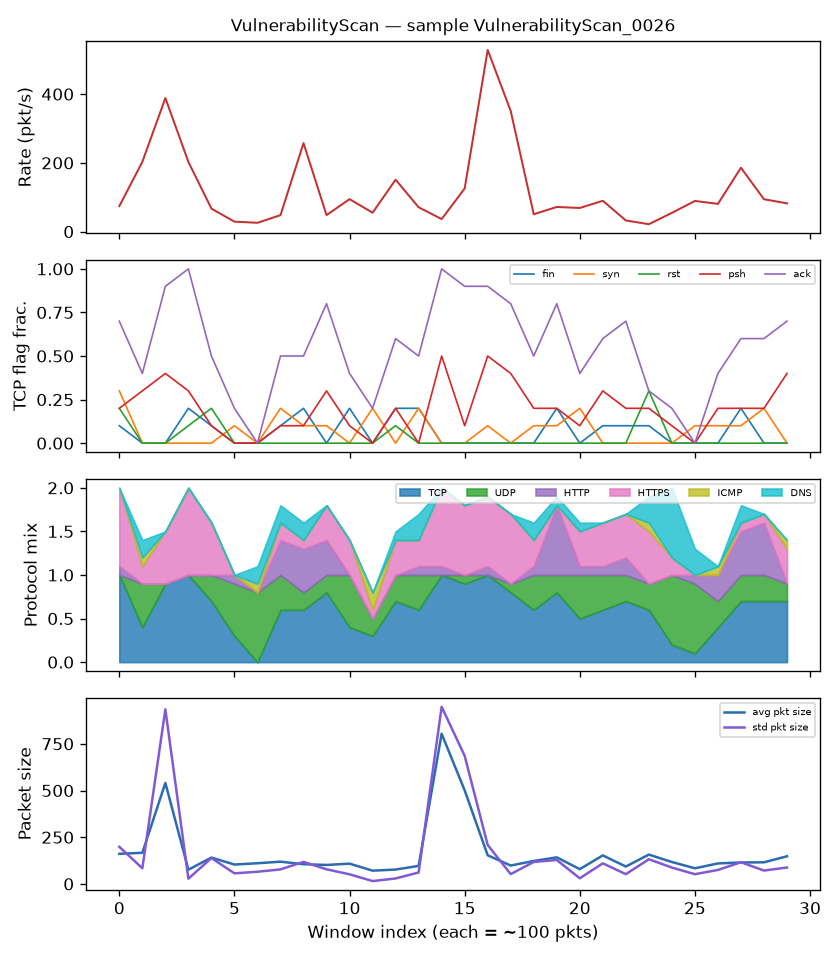 VulnerabilityScan — sample VulnerabilityScan_0026
Rate (pkt/s)
400
200
0
TCP flag frac.
1.00
0.75
0.50
0.25
0.00
fin syn rst psh ack
Protocol mix
2.0
1.5
1.0
0.5
0.0
TCP UDP HTTP HTTPS ICMP DNS
Packet size
750
500
250
0
avg pkt size
std pkt size
0 5 10 15 20 25 30
Window index (each = ~100 pkts)